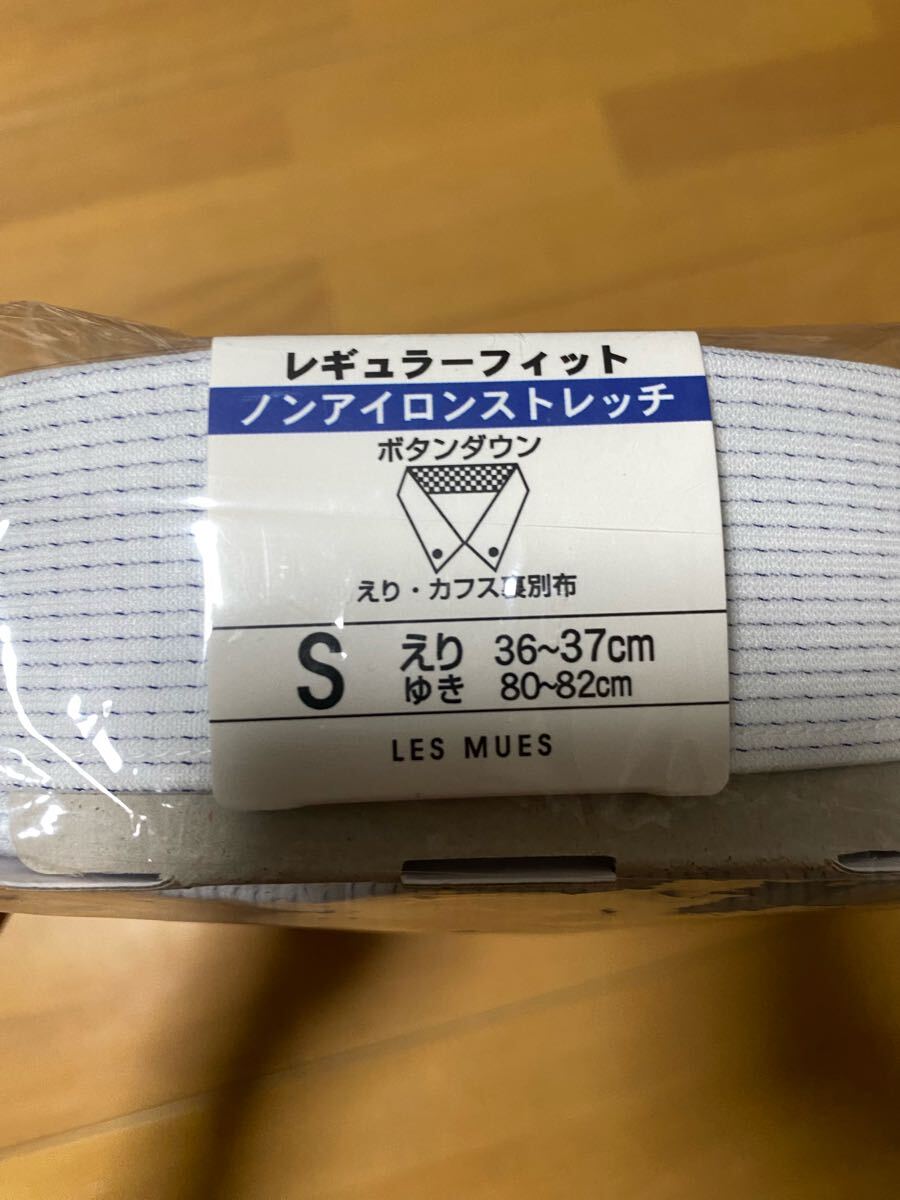 レギュラーフィット
ノンアイロンストレッチ
ボタンダウン
えり・カフス裏別布
S えり 36~37cm
ゆき 80~82cm
LES MUES